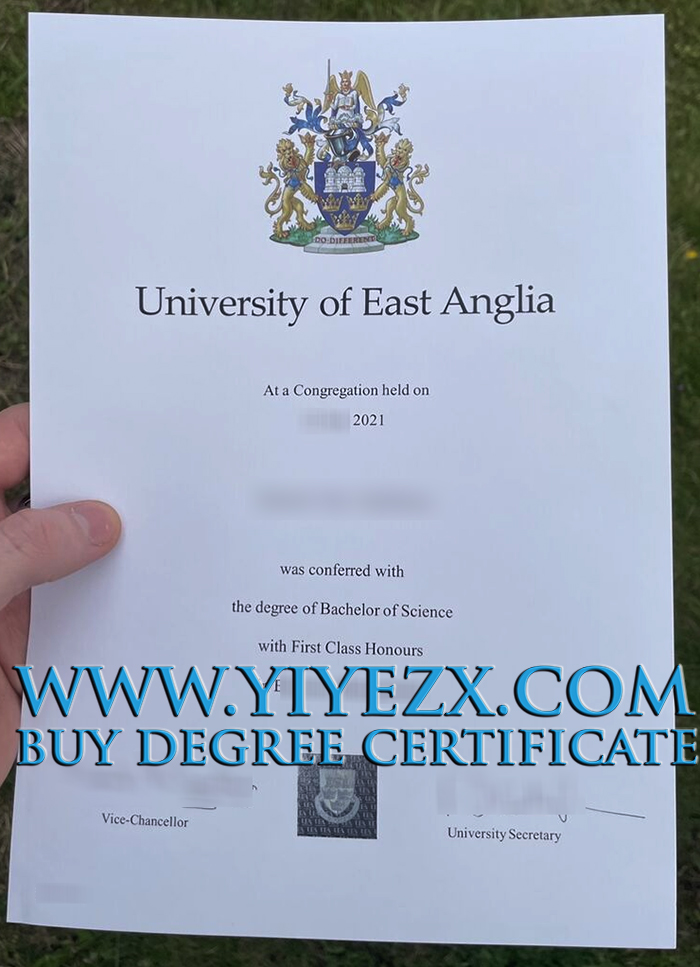 DO DIFFERENT
University of East Anglia
At a Congregation held on
2021
was conferred with
the degree of Bachelor of Science
with First Class Honours
WWW.YIYEZX.COM
BUY DEGREE CERTIFICATE
Vice-Chancellor
University Secretary